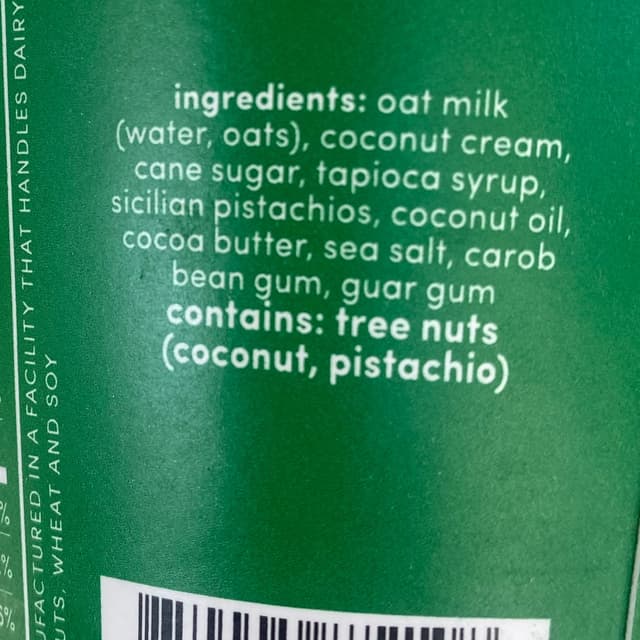 ingredients: oat milk
(water, oats), coconut cream,
cane sugar, tapioca syrup,
sicilian pistachios, coconut oil,
cocoa butter, sea salt, carob
bean gum, guar gum
contains: tree nuts
(coconut, pistachio)
UFACTURED IN A FACILITY THAT HANDLES DAIRY
UTS, WHEAT AND SOY